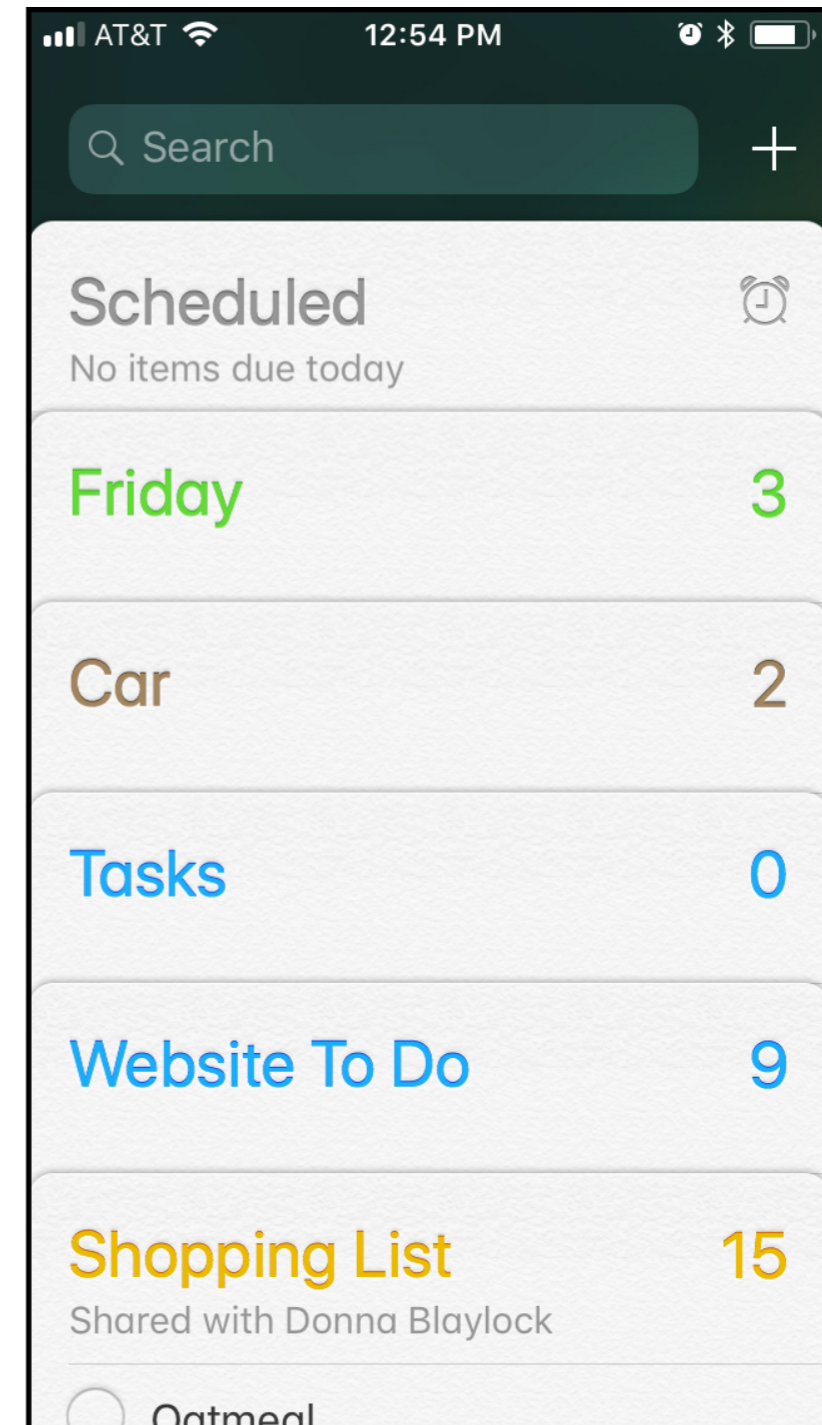 AT&T 12:54 PM
Search
Scheduled
No items due today
Friday 3
Car 2
Tasks 0
Website To Do 9
Shopping List 15
Shared with Donna Blaylock
Oatmeal